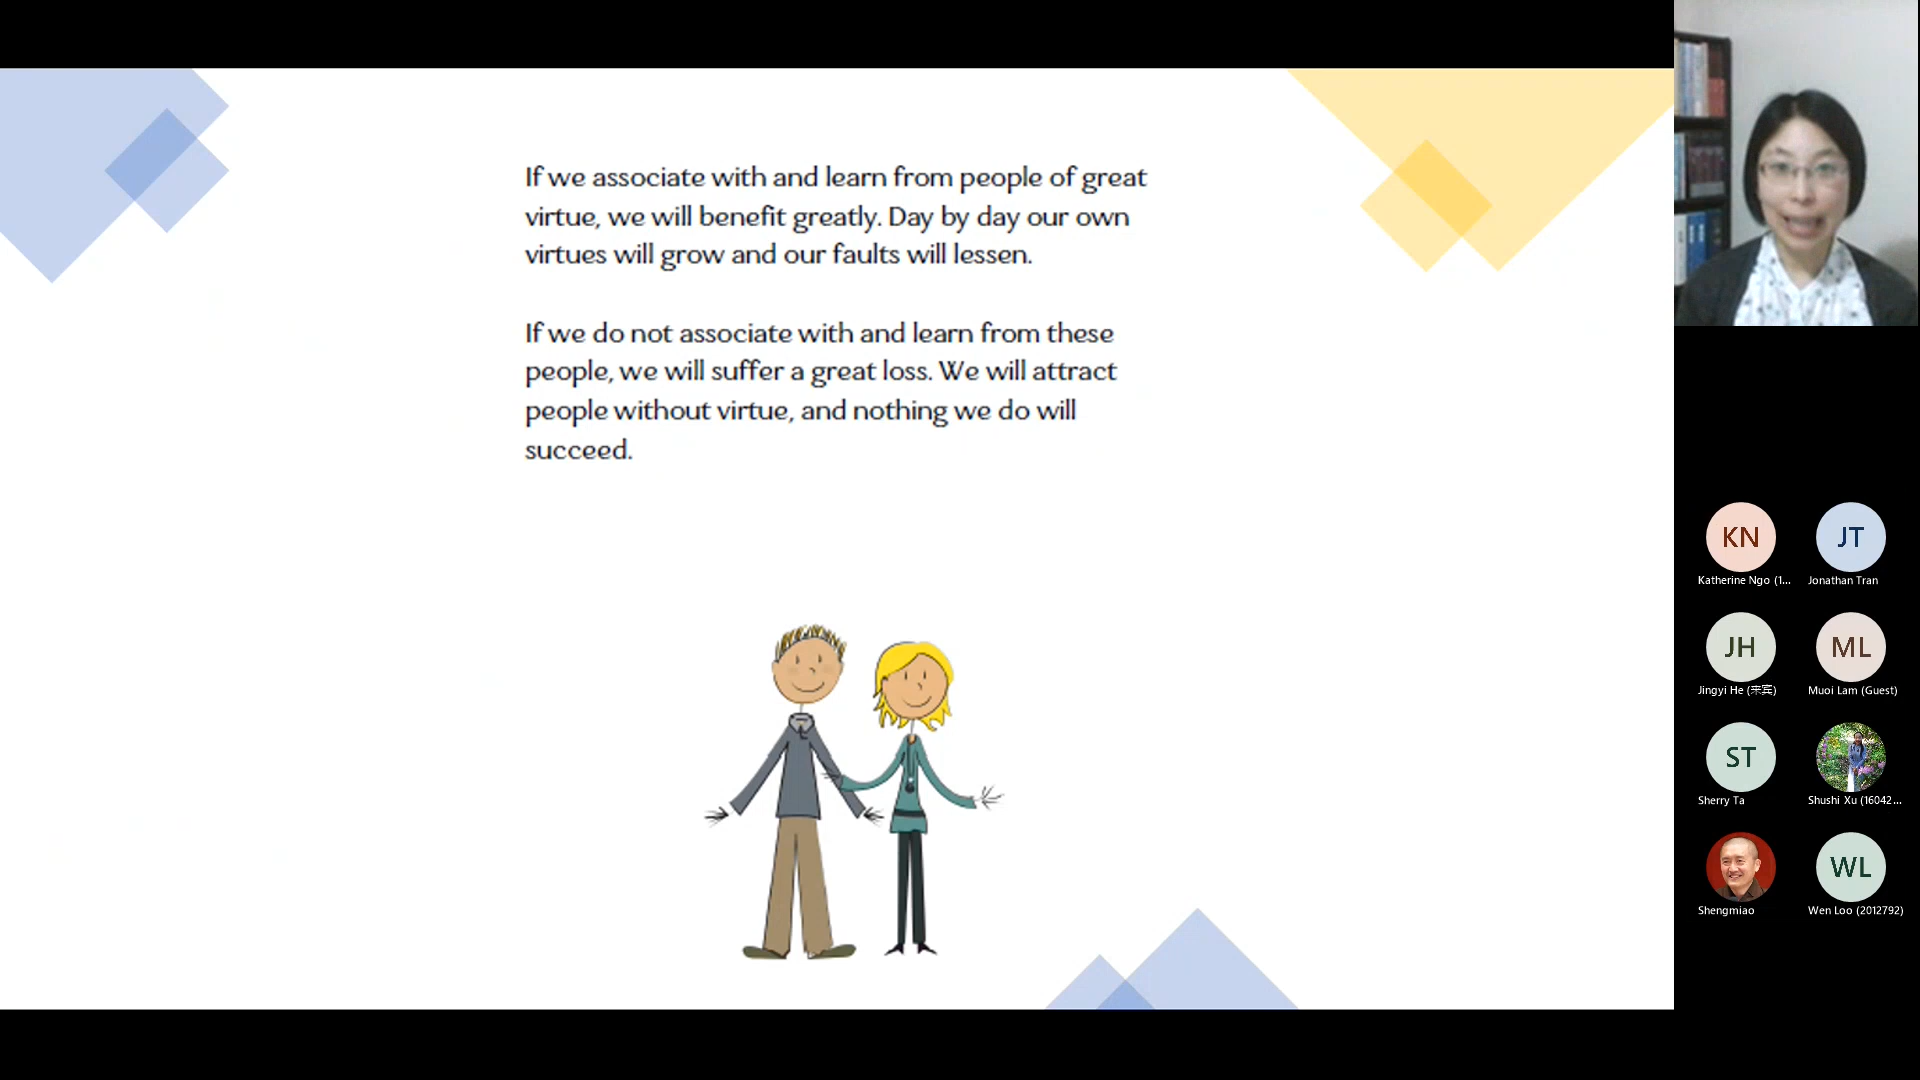 If we associate with and learn from people of great
virtue, we will benefit greatly. Day by day our own
virtues will grow and our faults will lessen.
If we do not associate with and learn from these
people, we will suffer a great loss. We will attract
people without virtue, and nothing we do will
succeed.
KN
JT
Katherine Ngo (1...
Jonathan Tran
JH
ML
Jingyi He (来宾)
Muoi Lam (Guest)
ST
Sherry Ta
Shushi Xu (16042...
WL
Shengmiao
Wen Loo (2012792)